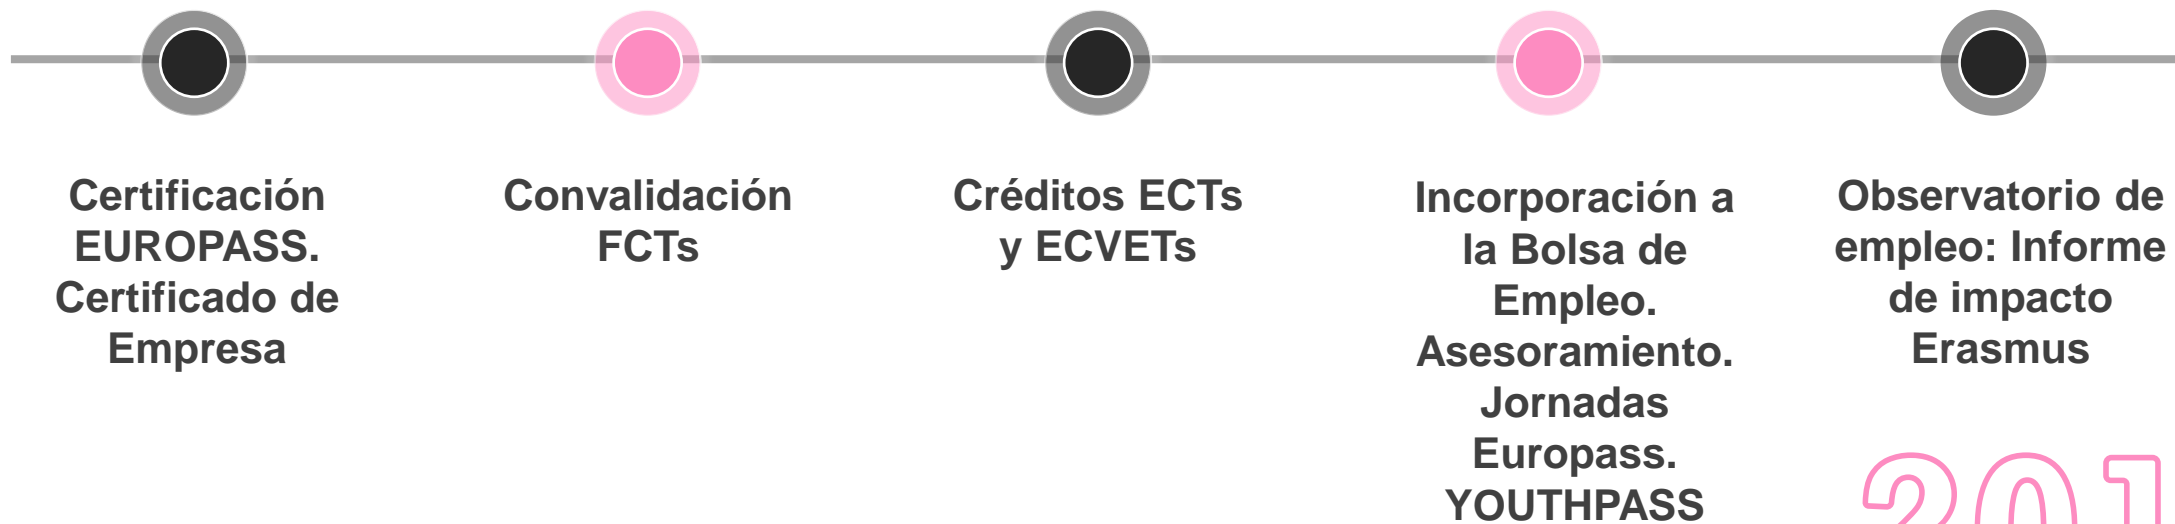 Certificación
EUROPASS.
Certificado de
Empresa
Convalidación
FCTs
Créditos ECTs
y ECVETs
Incorporación a
la Bolsa de
Empleo.
Asesoramiento.
Jornadas
Europass.
YOUTHPASS
Observatorio de
empleo: Informe
de impacto
Erasmus
201